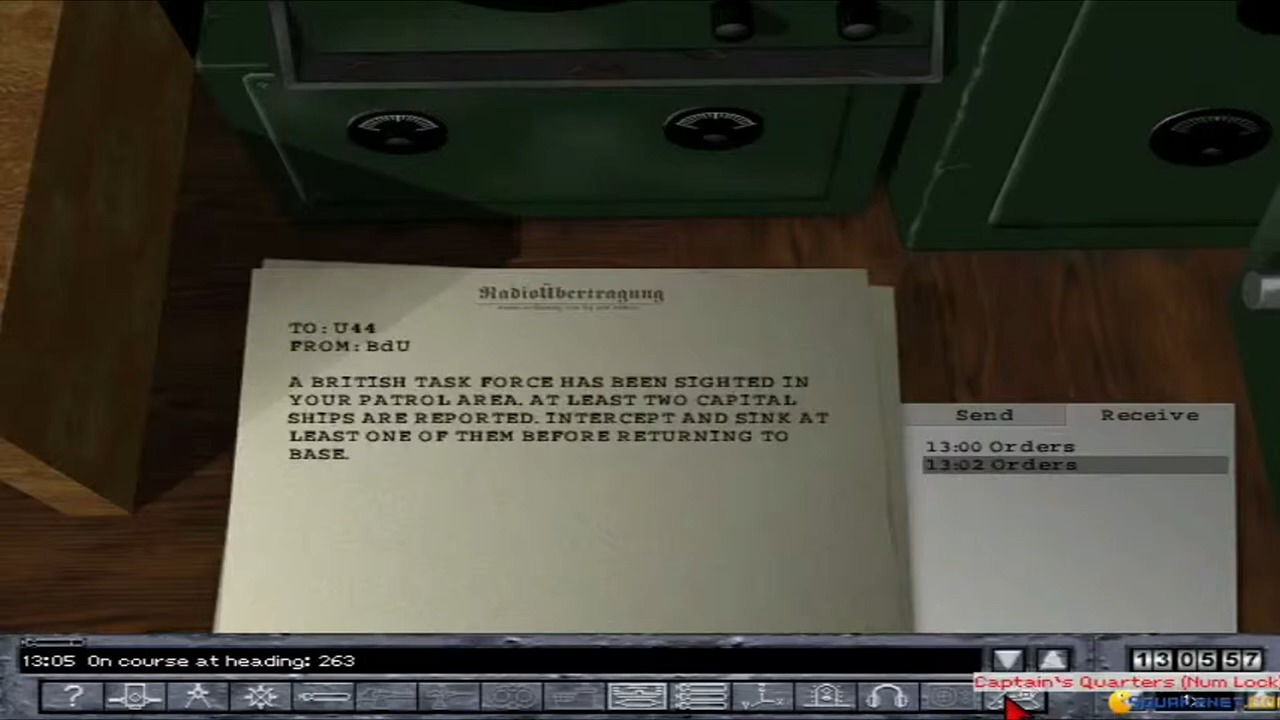 RadioÜbertragung
TO: U44
FROM: BdU
A BRITISH TASK FORCE HAS BEEN SIGHTED IN
YOUR PATROL AREA. AT LEAST TWO CAPITAL
SHIPS ARE REPORTED. INTERCEPT AND SINK AT
LEAST ONE OF THEM BEFORE RETURNING TO
BASE.
Send Receive
13:00 Orders
13:02 Orders
13:05 On course at heading: 263
13 05 57
Captain's Quarters (Num Lock)
?